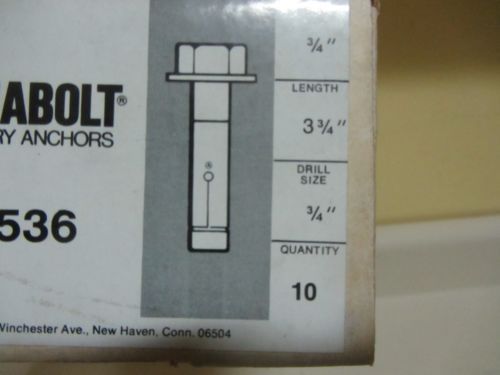 ABOLT®
RY ANCHORS
536
3/4"
LENGTH
3 3/4"
DRILL
SIZE
3/4"
QUANTITY
10
Winchester Ave., New Haven, Conn. 06504